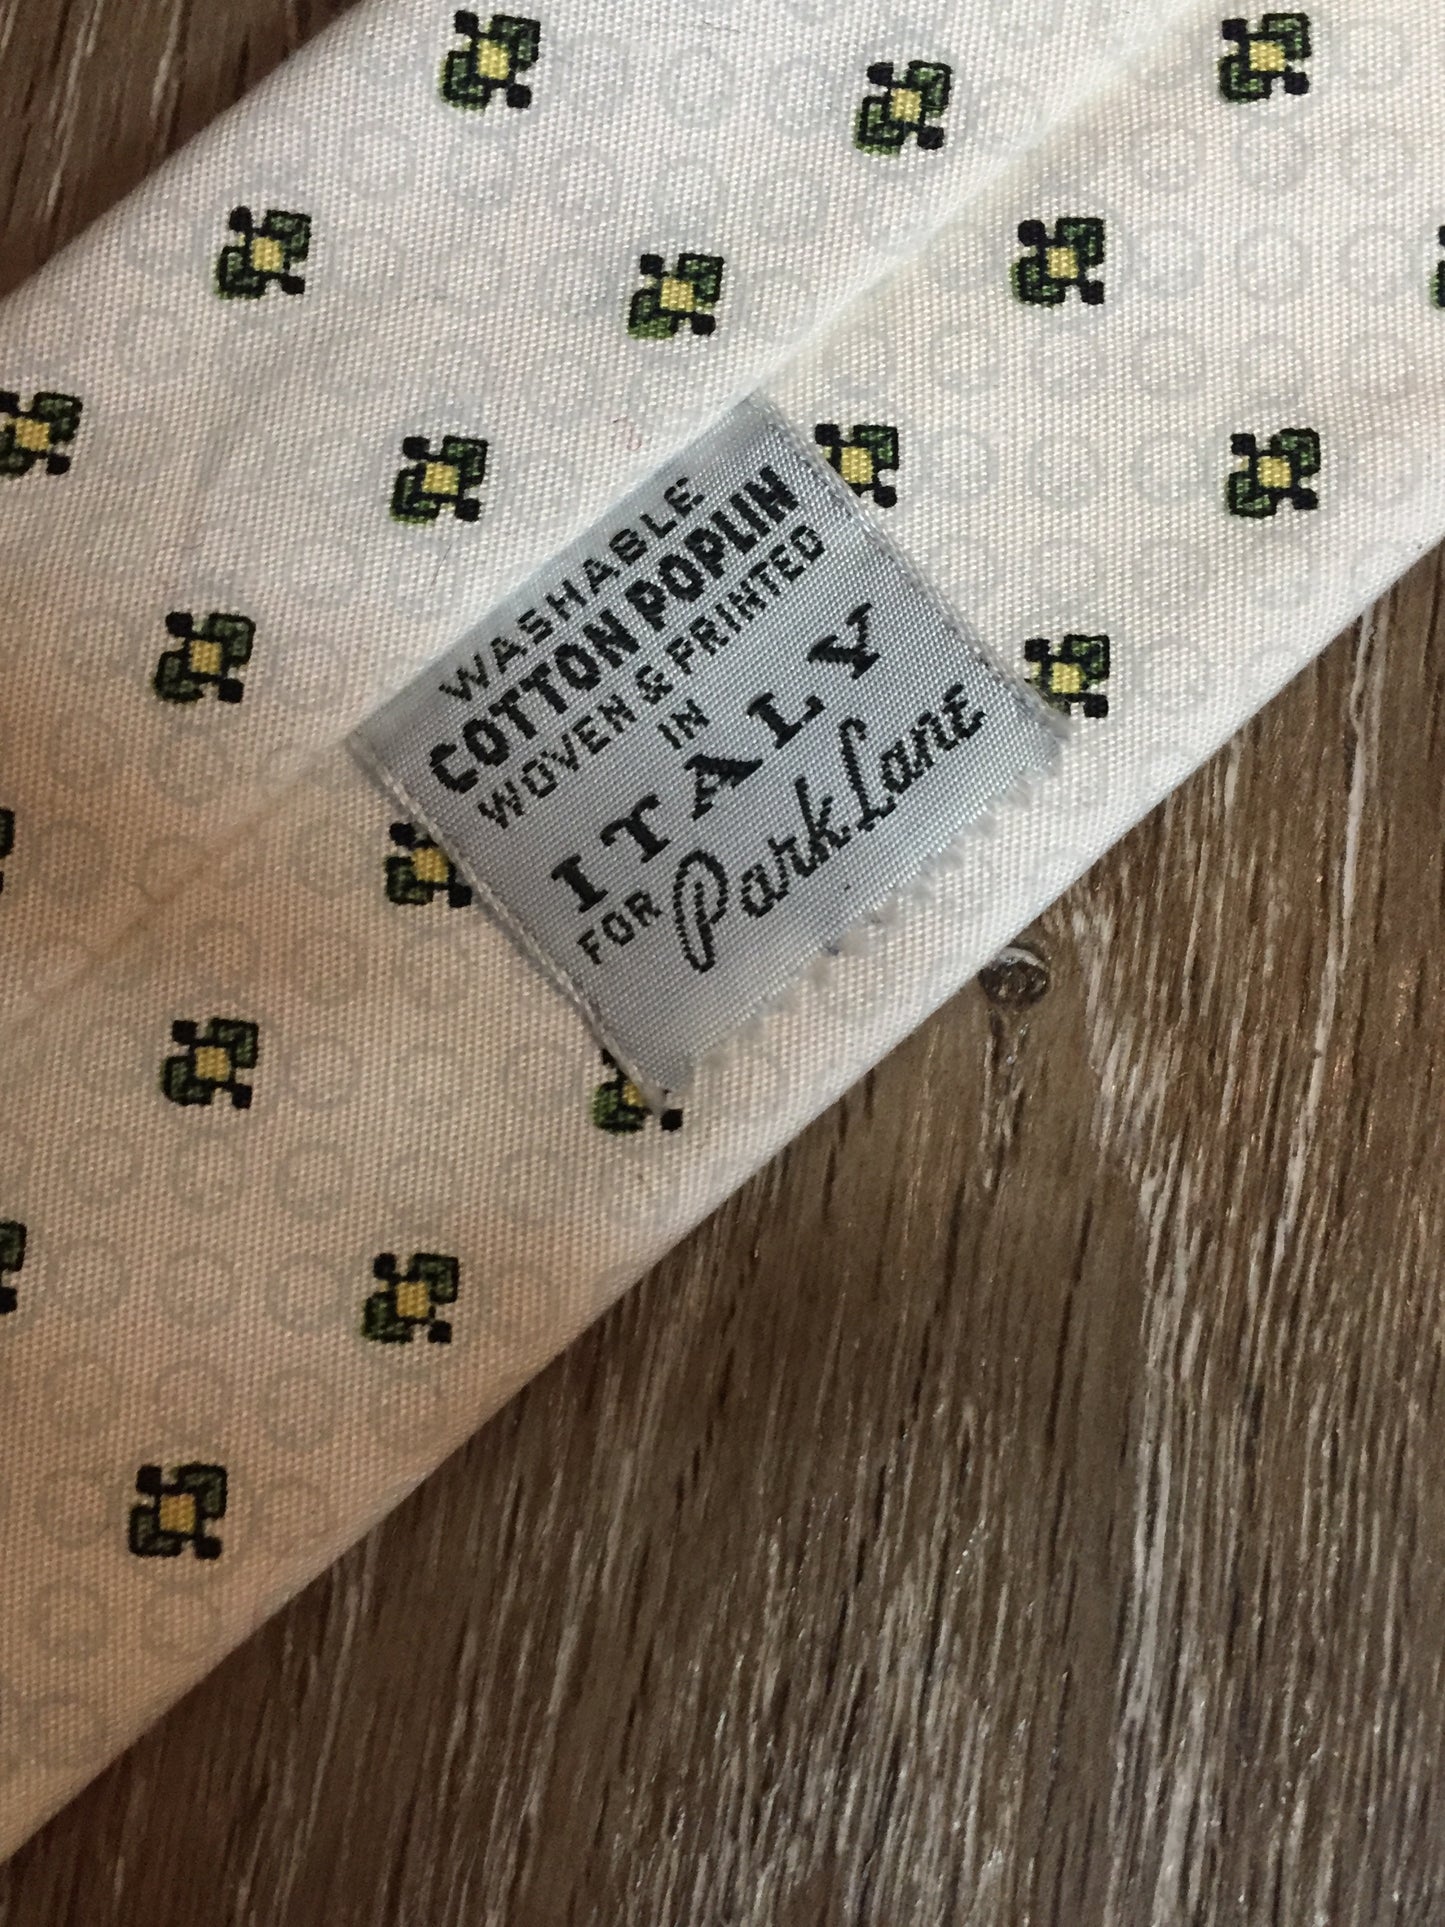 WASHABLE
COTTON POPLIN
WOVEN & PRINTED
IN
ITALY
FOR Park Lane